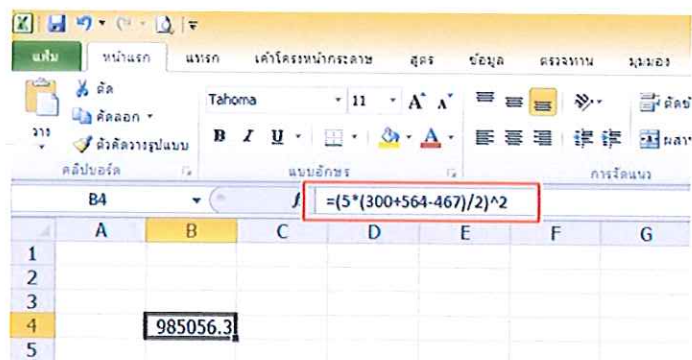 แฟ้ม หน้าแรก แทรก เค้าโครงหน้ากระดาษ สูตร ข้อมูล ตรวจทาน มุมมอง
วาง
ตัด
คัดลอก
ตัวคัดวางรูปแบบ
คลิปบอร์ด
Tahoma 11 A A
B I U A
แบบอักษร
การจัดแนว
B4 =(5*(300+564-467)/2)^2
A B C D E F G
1
2
3
4 985056.3
5